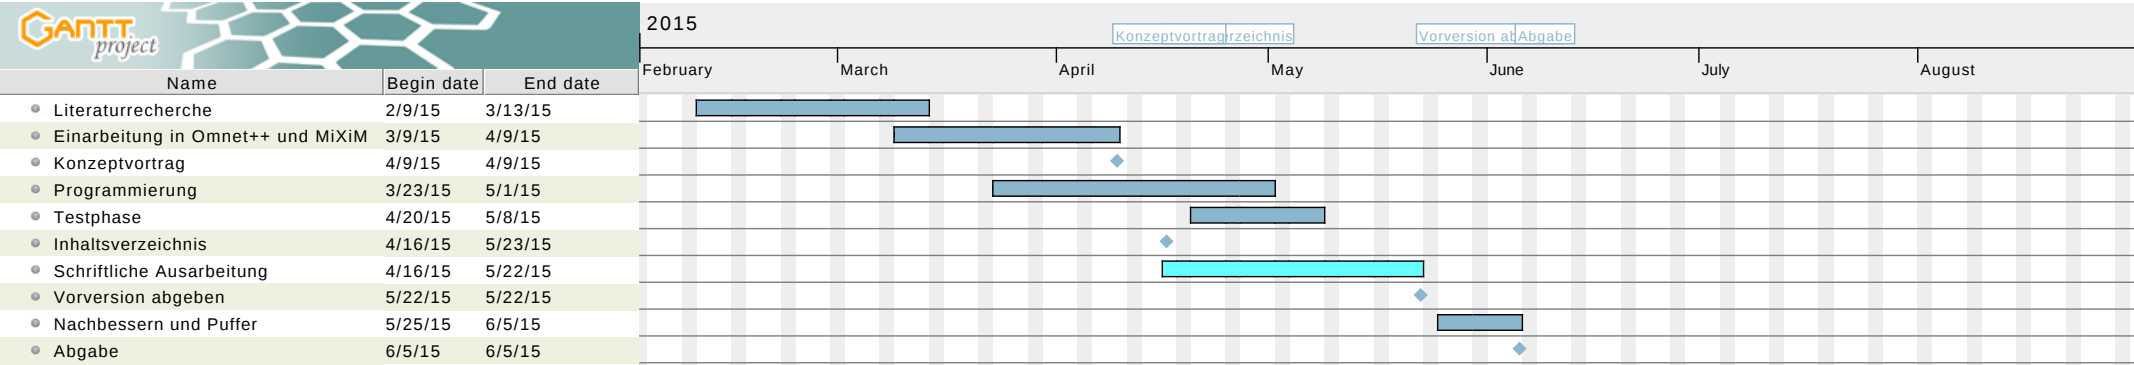 GANTT
project
2015
Konzeptvortrag rzeichnis Vorversion ab Abgabe
February March April May June July August
Name Begin date End date
Literaturrecherche 2/9/15 3/13/15
Einarbeitung in Omnet++ und MiXiM 3/9/15 4/9/15
Konzeptvortrag 4/9/15 4/9/15
Programmierung 3/23/15 5/1/15
Testphase 4/20/15 5/8/15
Inhaltsverzeichnis 4/16/15 5/23/15
Schriftliche Ausarbeitung 4/16/15 5/22/15
Vorversion abgeben 5/22/15 5/22/15
Nachbessern und Puffer 5/25/15 6/5/15
Abgabe 6/5/15 6/5/15